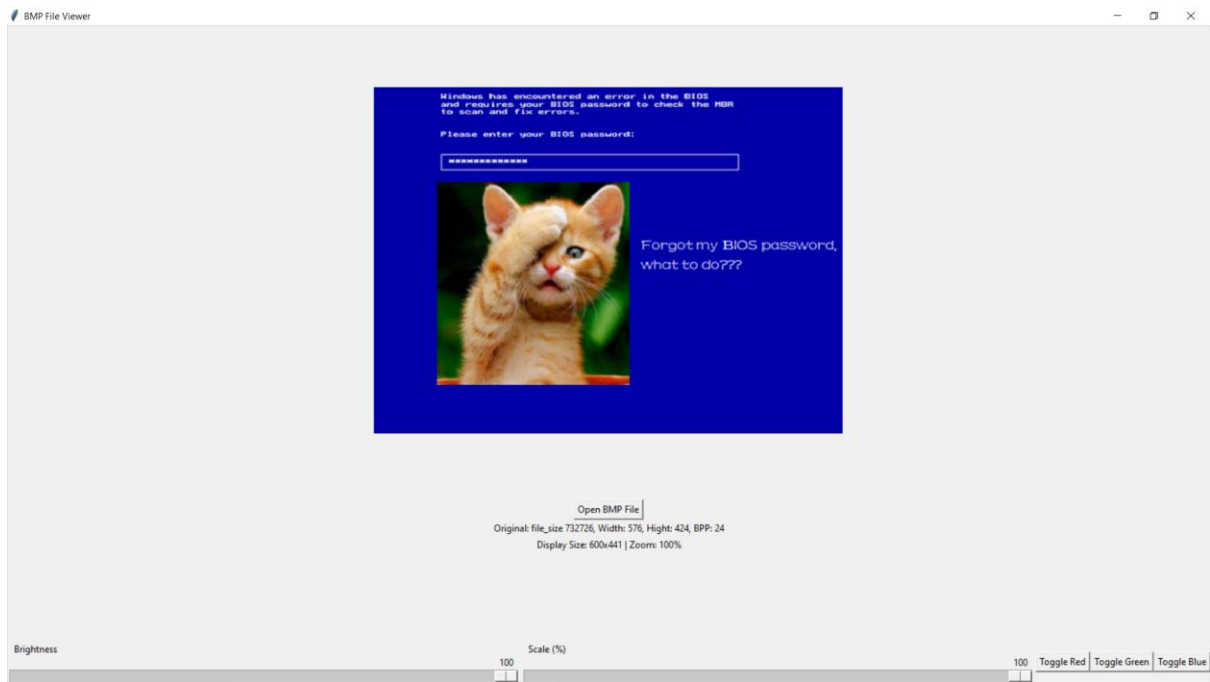 BMP File Viewer
Windows has encountered an error in the BIOS
and requires your BIOS password to check the MBR
to scan and fix errors.
Please enter your BIOS password:
*************
Forgot my BIOS password,
what to do???
Open BMP File
Original: file_size 732726, Width: 576, Hight: 424, BPP: 24
Display Size: 600x441 | Zoom: 100%
Brightness
100
Scale (%)
100
Toggle Red
Toggle Green
Toggle Blue